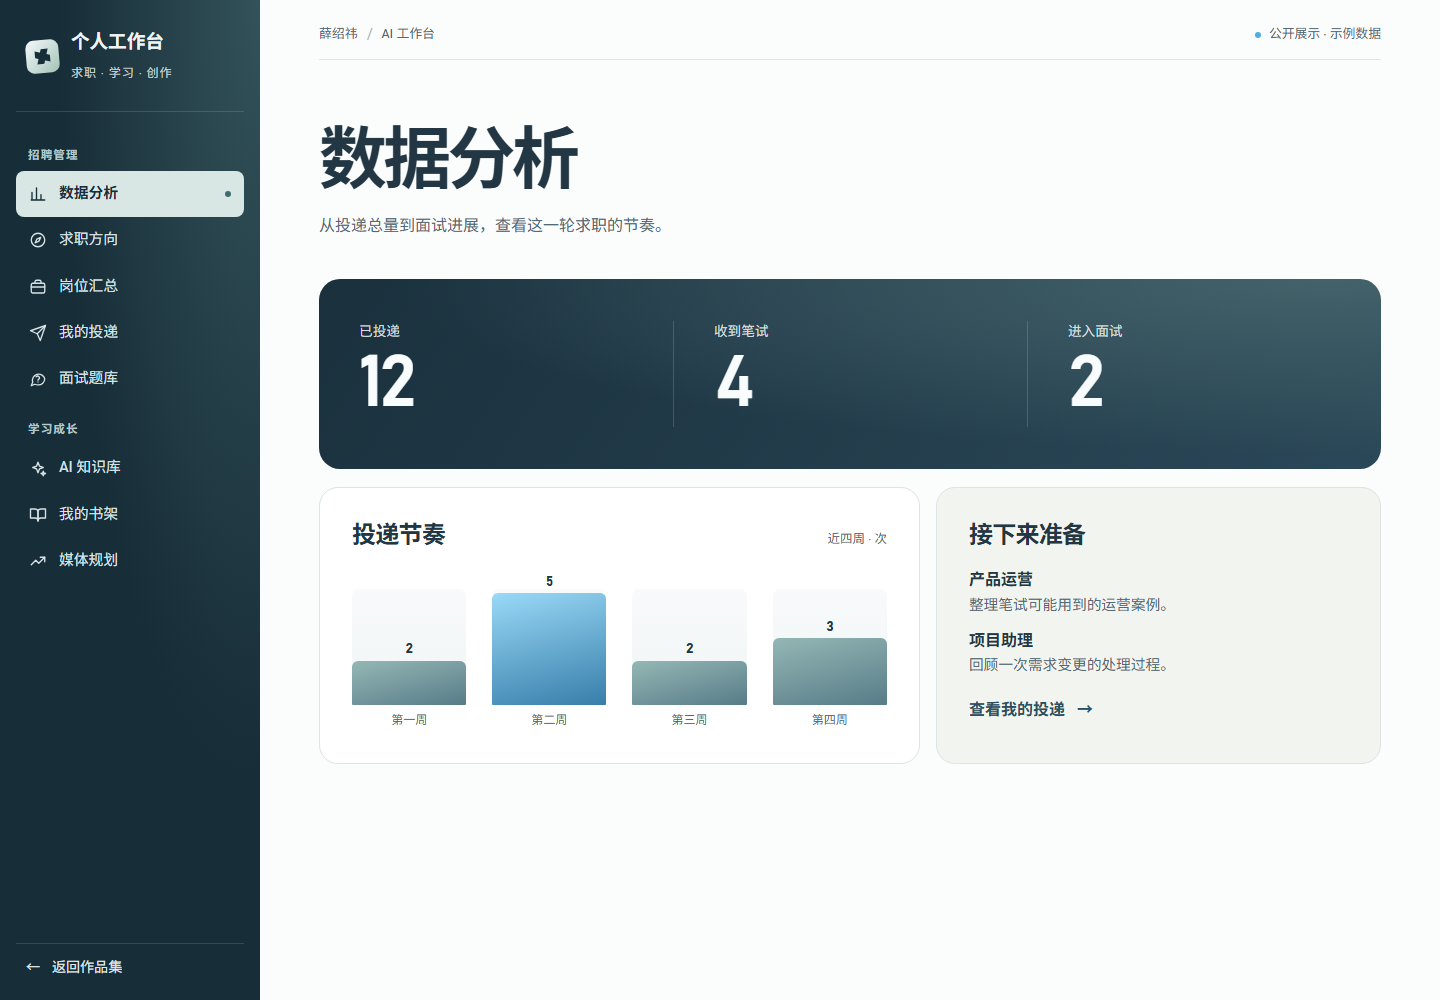 个人工作台
求职 · 学习 · 创作
招聘管理
数据分析
求职方向
岗位汇总
我的投递
面试题库
学习成长
AI 知识库
我的书架
媒体规划
← 返回作品集
薛绍祎 / AI 工作台
公开展示 · 示例数据
数据分析
从投递总量到面试进展，查看这一轮求职的节奏。
已投递
12
收到笔试
4
进入面试
2
投递节奏
近四周 · 次
2
5
2
3
第一周
第二周
第三周
第四周
接下来准备
产品运营
整理笔试可能用到的运营案例。
项目助理
回顾一次需求变更的处理过程。
查看我的投递 →